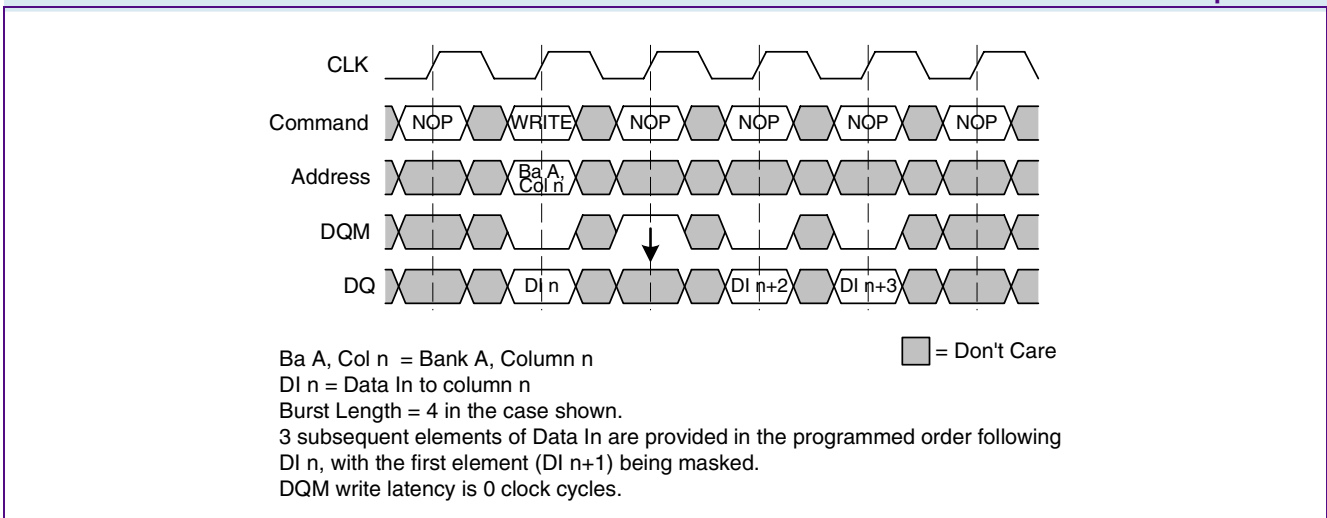 CLK
Command NOP WRITE NOP NOP NOP NOP
Address Ba A,
Col n
DQM
DQ DI n DI n+2 DI n+3
Ba A, Col n = Bank A, Column n
= Don't Care
DI n = Data In to column n
Burst Length = 4 in the case shown.
3 subsequent elements of Data In are provided in the programmed order following
DI n, with the first element (DI n+1) being masked.
DQM write latency is 0 clock cycles.